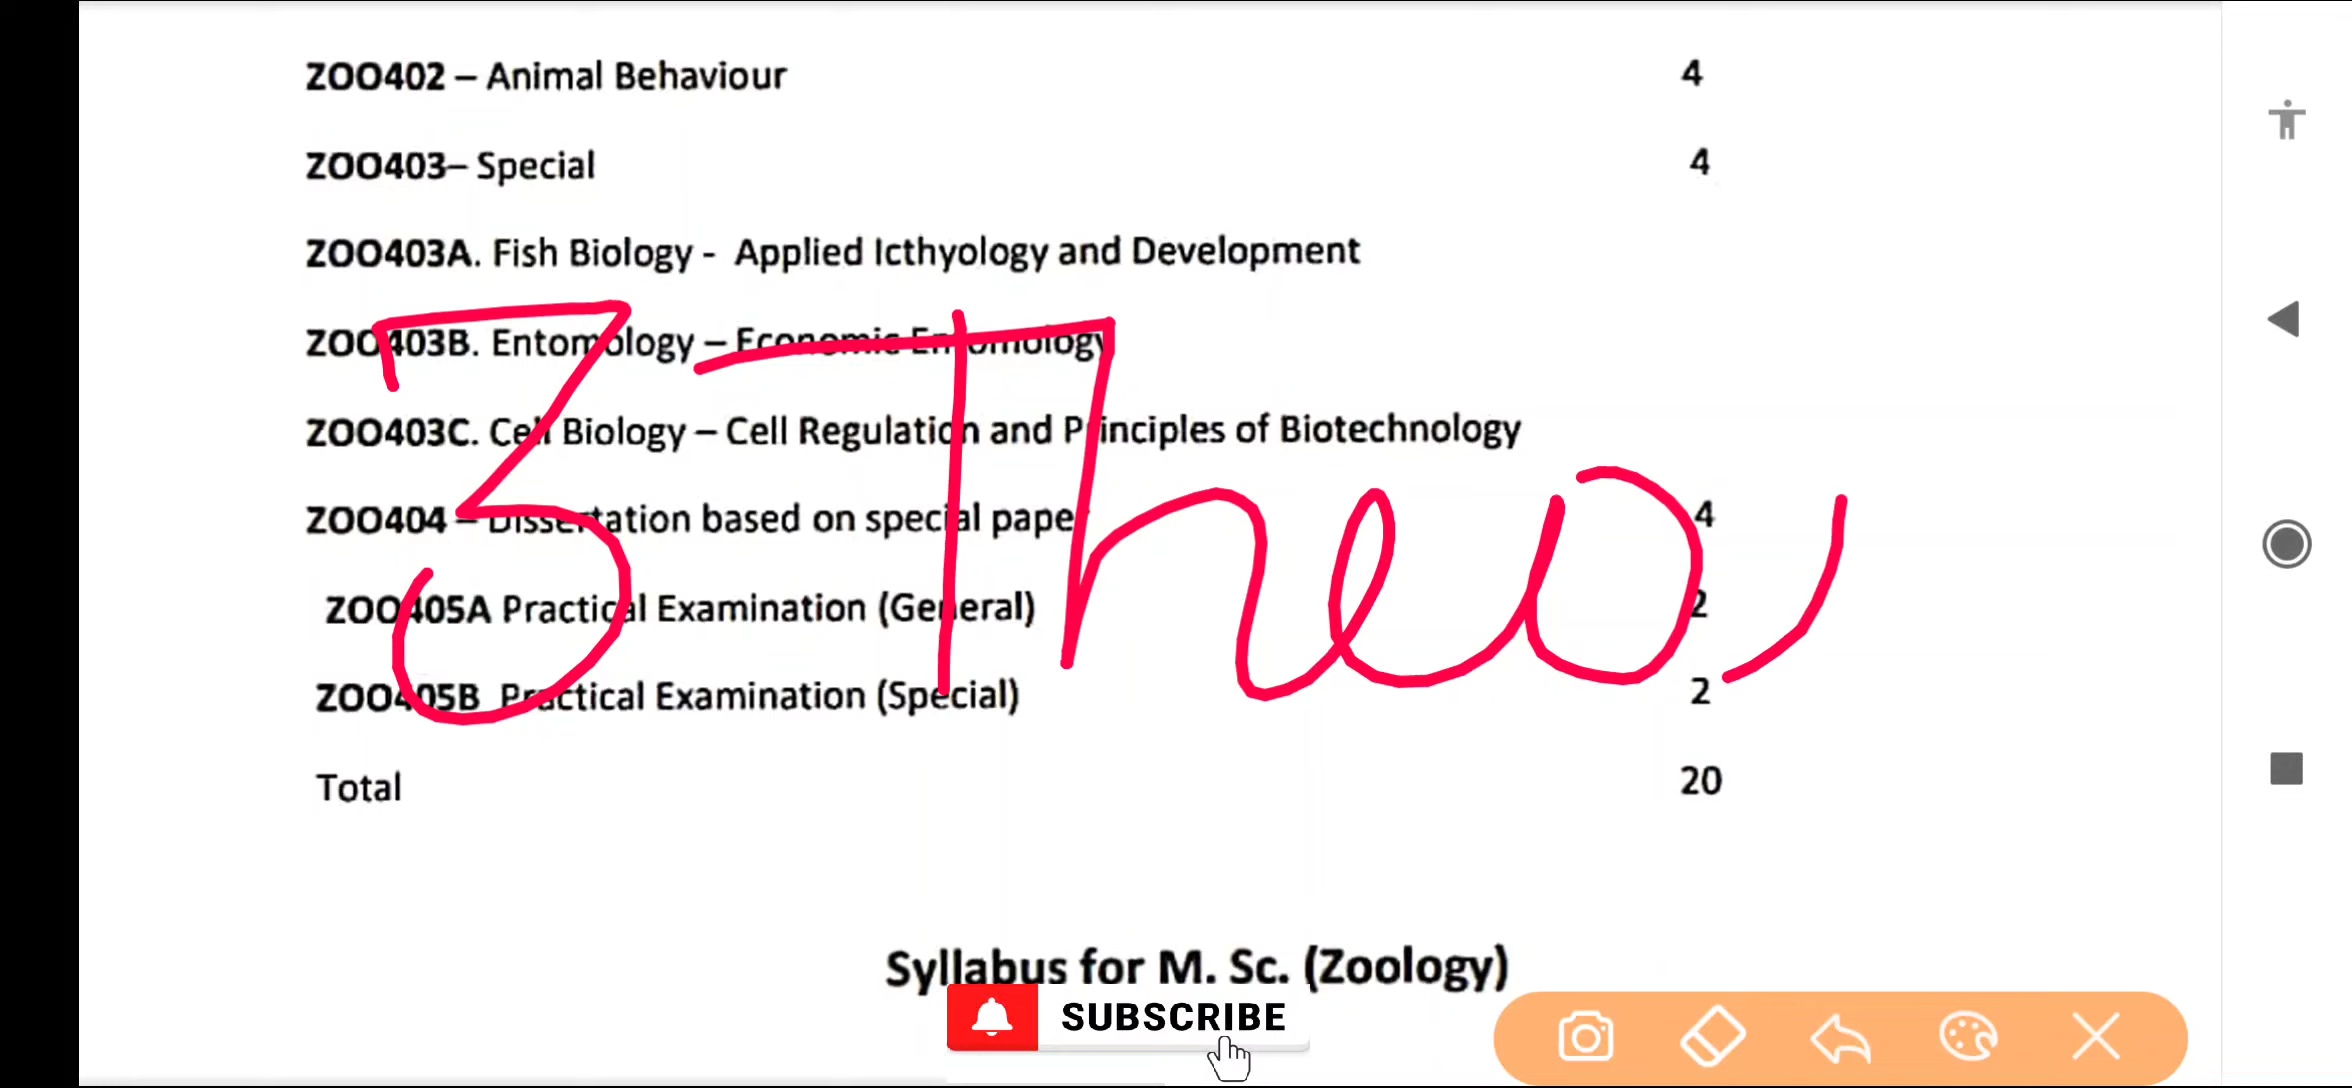 ZOO402 – Animal Behaviour 4
ZOO403– Special 4
ZOO403A. Fish Biology - Applied Icthyology and Development
ZOO403B. Entomology – Economic Entomology
ZOO403C. Cell Biology – Cell Regulation and Principles of Biotechnology
ZOO404 – Dissertation based on special paper 4
ZOO405A Practical Examination (General) 2
ZOO405B Practical Examination (Special) 2
Total 20
3 Theo
Syllabus for M. Sc. (Zoology)
SUBSCRIBE